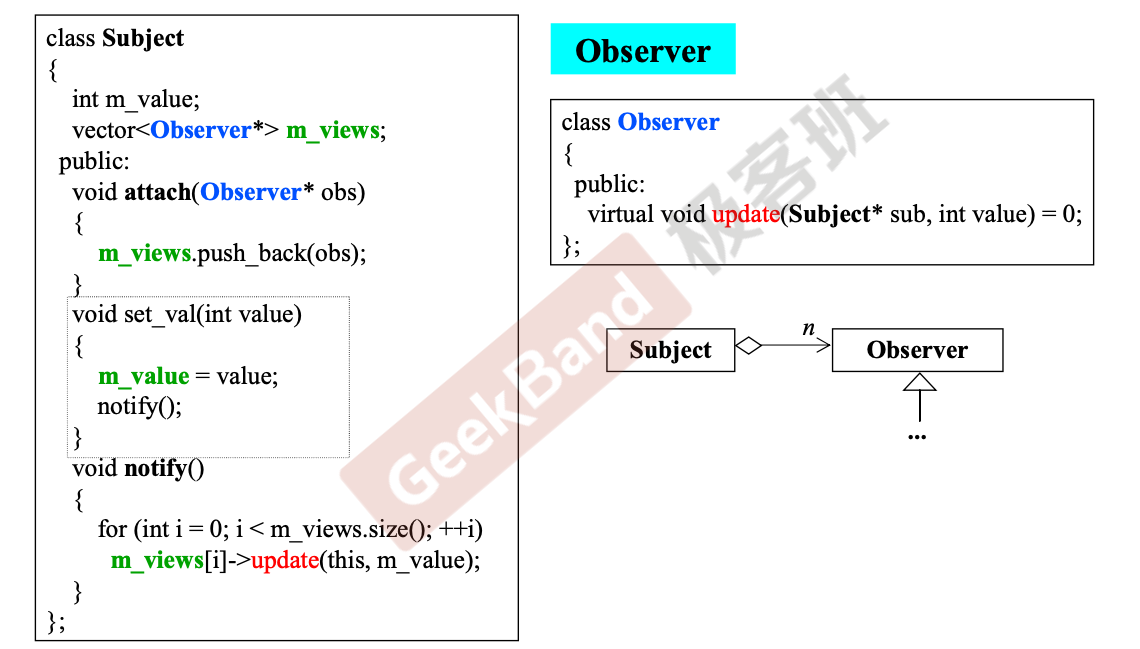 class Subject
{
int m_value;
vector<Observer*> m_views;
public:
void attach(Observer* obs)
{
m_views.push_back(obs);
}
void set_val(int value)
{
m_value = value;
notify();
}
void notify()
{
for (int i = 0; i < m_views.size(); ++i)
m_views[i]->update(this, m_value);
}
};
Observer
class Observer
{
public:
virtual void update(Subject* sub, int value) = 0;
};
Subject
n
Observer
...
GeekBand 极客班